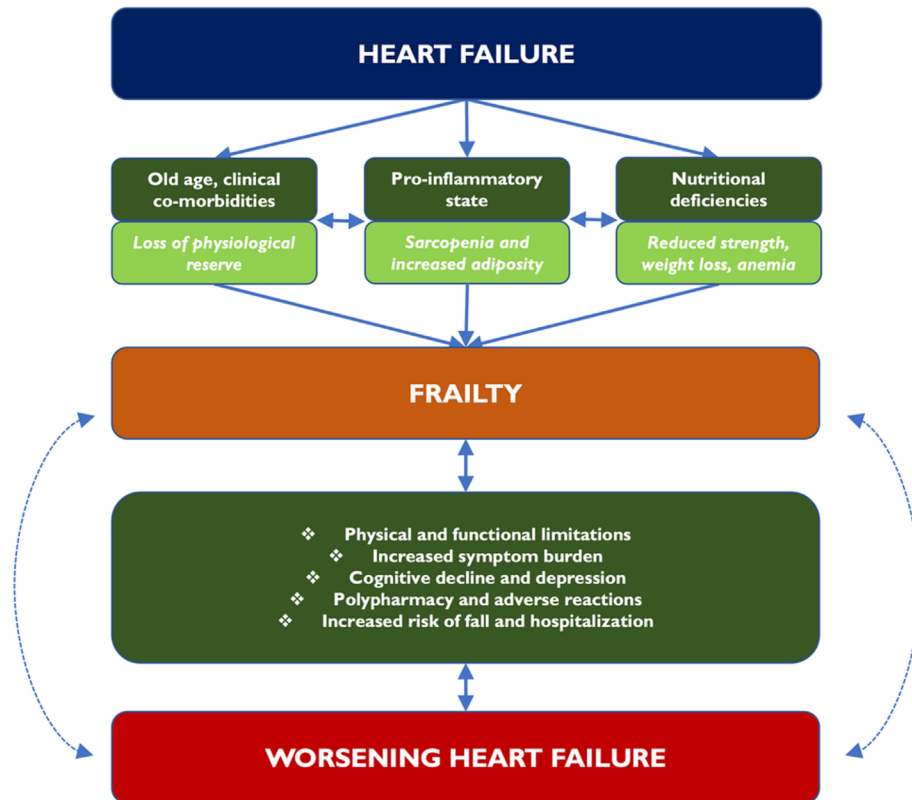 HEART FAILURE
Old age, clinical
co-morbidities
Loss of physiological
reserve
Pro-inflammatory
state
Sarcopenia and
increased adiposity
Nutritional
deficiencies
Reduced strength,
weight loss, anemia
FRAILTY
❖ Physical and functional limitations
❖ Increased symptom burden
❖ Cognitive decline and depression
❖ Polypharmacy and adverse reactions
❖ Increased risk of fall and hospitalization
WORSENING HEART FAILURE